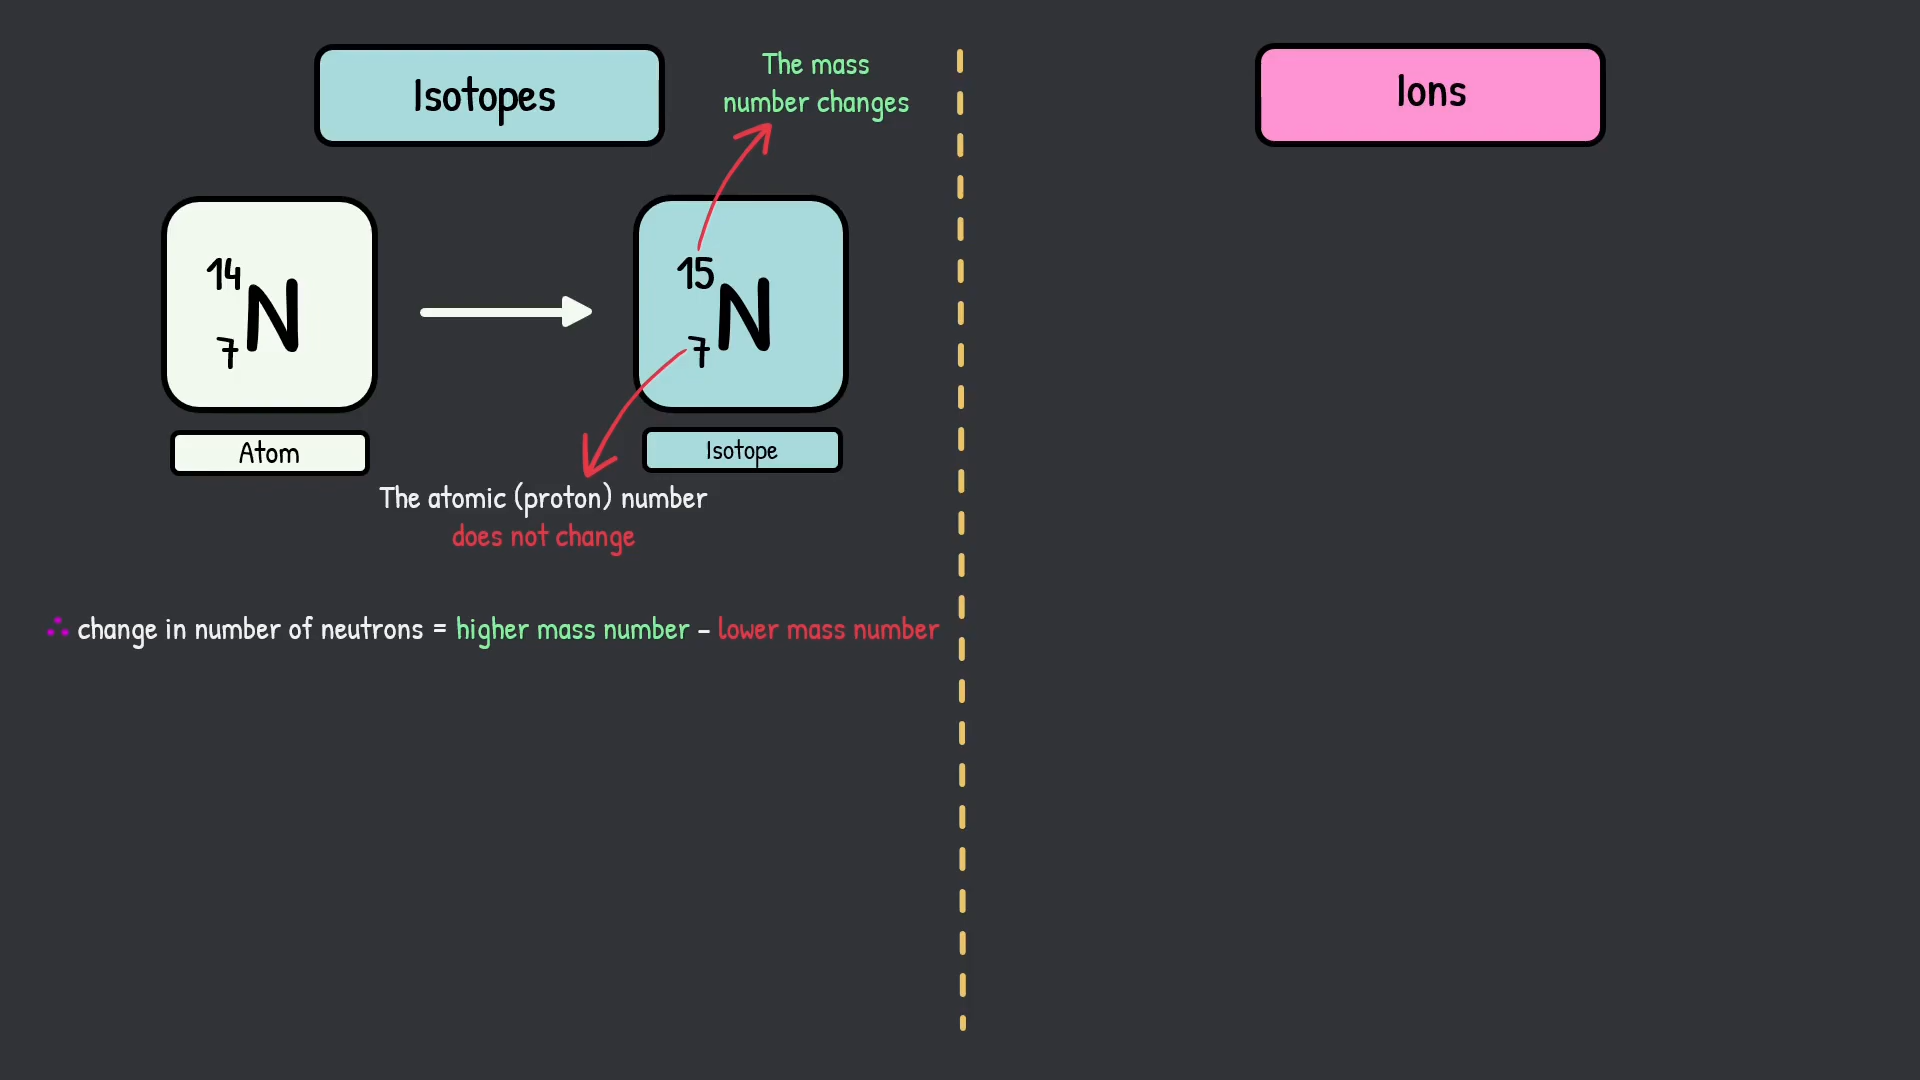 Isotopes
The mass
number changes
14
7 N
15
7 N
Atom
Isotope
The atomic (proton) number
does not change
∴ change in number of neutrons = higher mass number – lower mass number
Ions